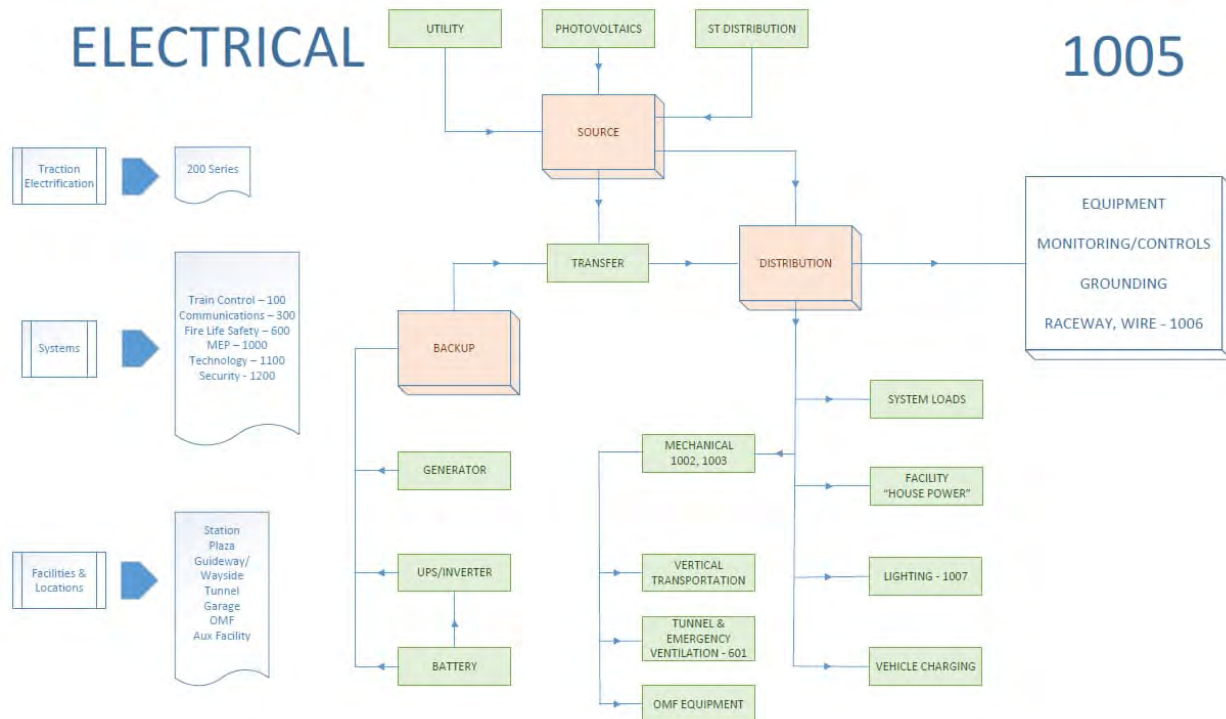 ELECTRICAL
1005
UTILITY
PHOTOVOLTAICS
ST DISTRIBUTION
SOURCE
Traction
Electrification
200 Series
TRANSFER
DISTRIBUTION
EQUIPMENT
MONITORING/CONTROLS
GROUNDING
RACEWAY, WIRE - 1006
Systems
Train Control – 100
Communications – 300
Fire Life Safety – 600
MEP – 1000
Technology – 1100
Security - 1200
BACKUP
SYSTEM LOADS
MECHANICAL
1002, 1003
GENERATOR
FACILITY
"HOUSE POWER"
Facilities &
Locations
Station
Plaza
Guideway/
Wayside
Tunnel
Garage
OMF
Aux Facility
UPS/INVERTER
VERTICAL
TRANSPORTATION
LIGHTING - 1007
TUNNEL &
EMERGENCY
VENTILATION - 601
BATTERY
VEHICLE CHARGING
OMF EQUIPMENT